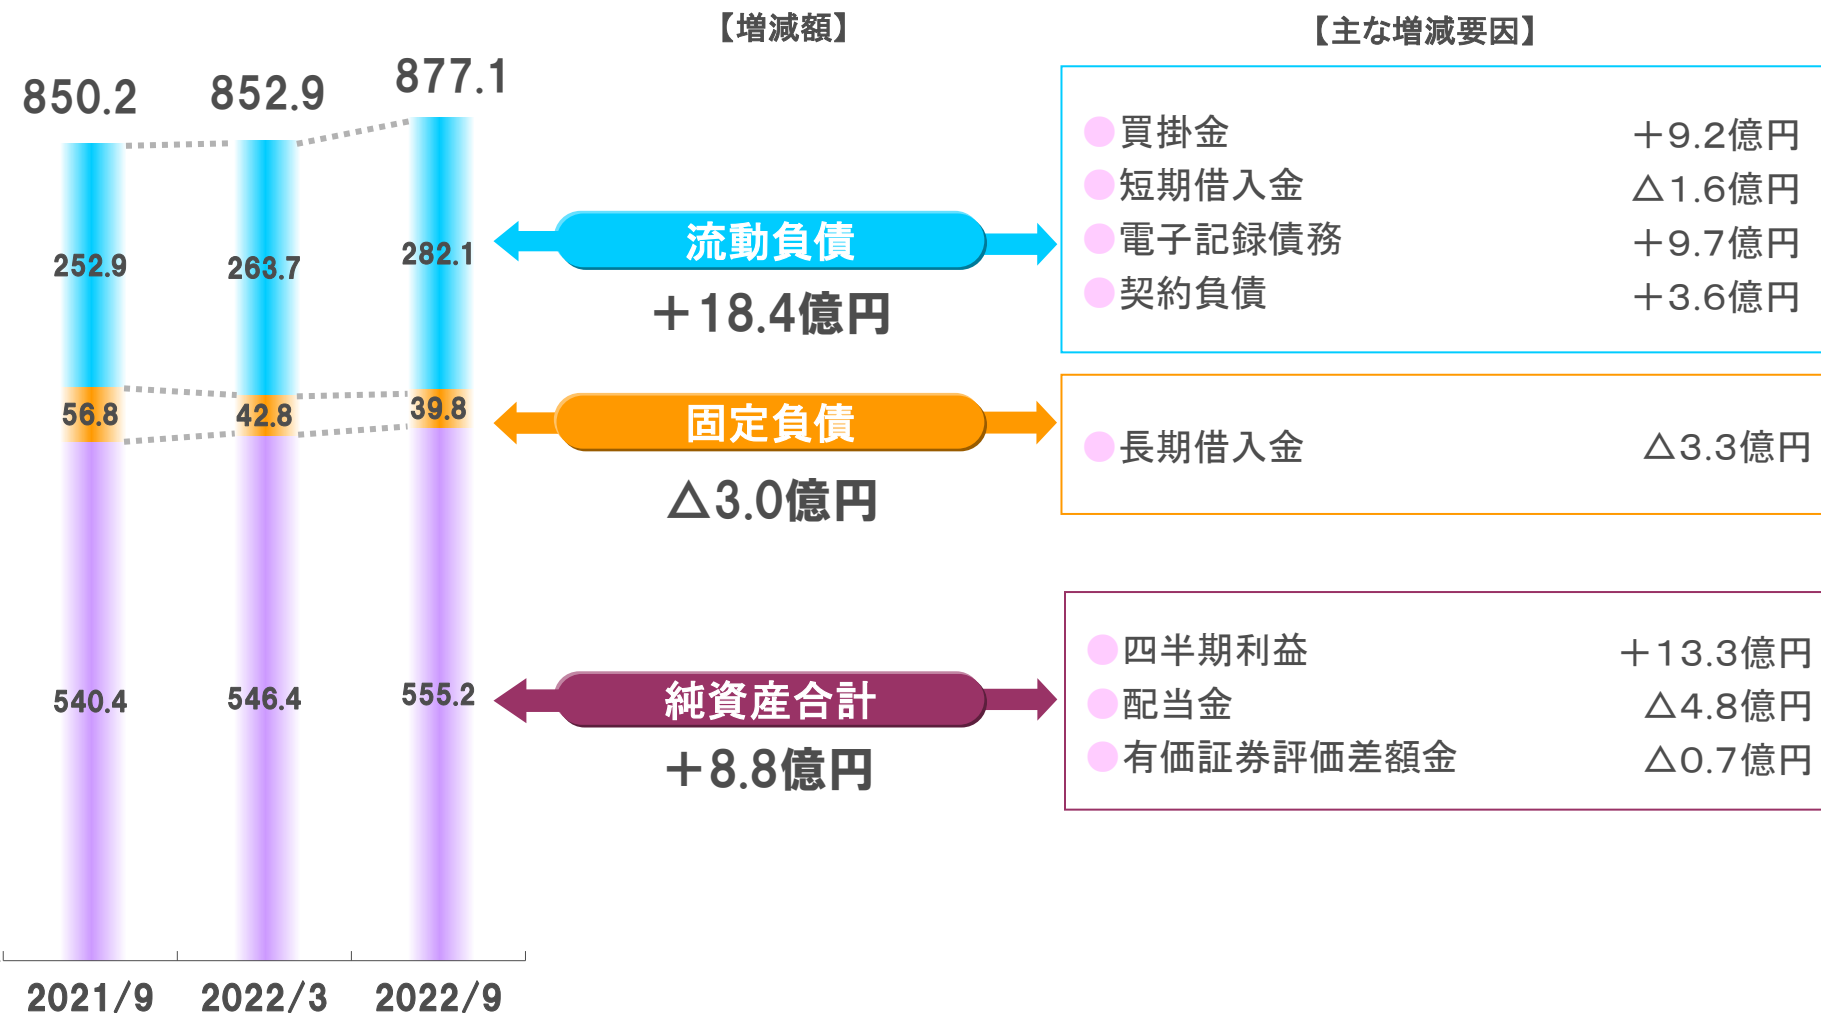 【増減額】
【主な増減要因】
850.2
852.9
877.1
252.9
263.7
282.1
56.8
42.8
39.8
540.4
546.4
555.2
2021/9
2022/3
2022/9
流動負債
＋18.4億円
●買掛金 ＋9.2億円
●短期借入金 △1.6億円
●電子記録債務 ＋9.7億円
●契約負債 ＋3.6億円
固定負債
△3.0億円
●長期借入金 △3.3億円
純資産合計
＋8.8億円
●四半期利益 ＋13.3億円
●配当金 △4.8億円
●有価証券評価差額金 △0.7億円